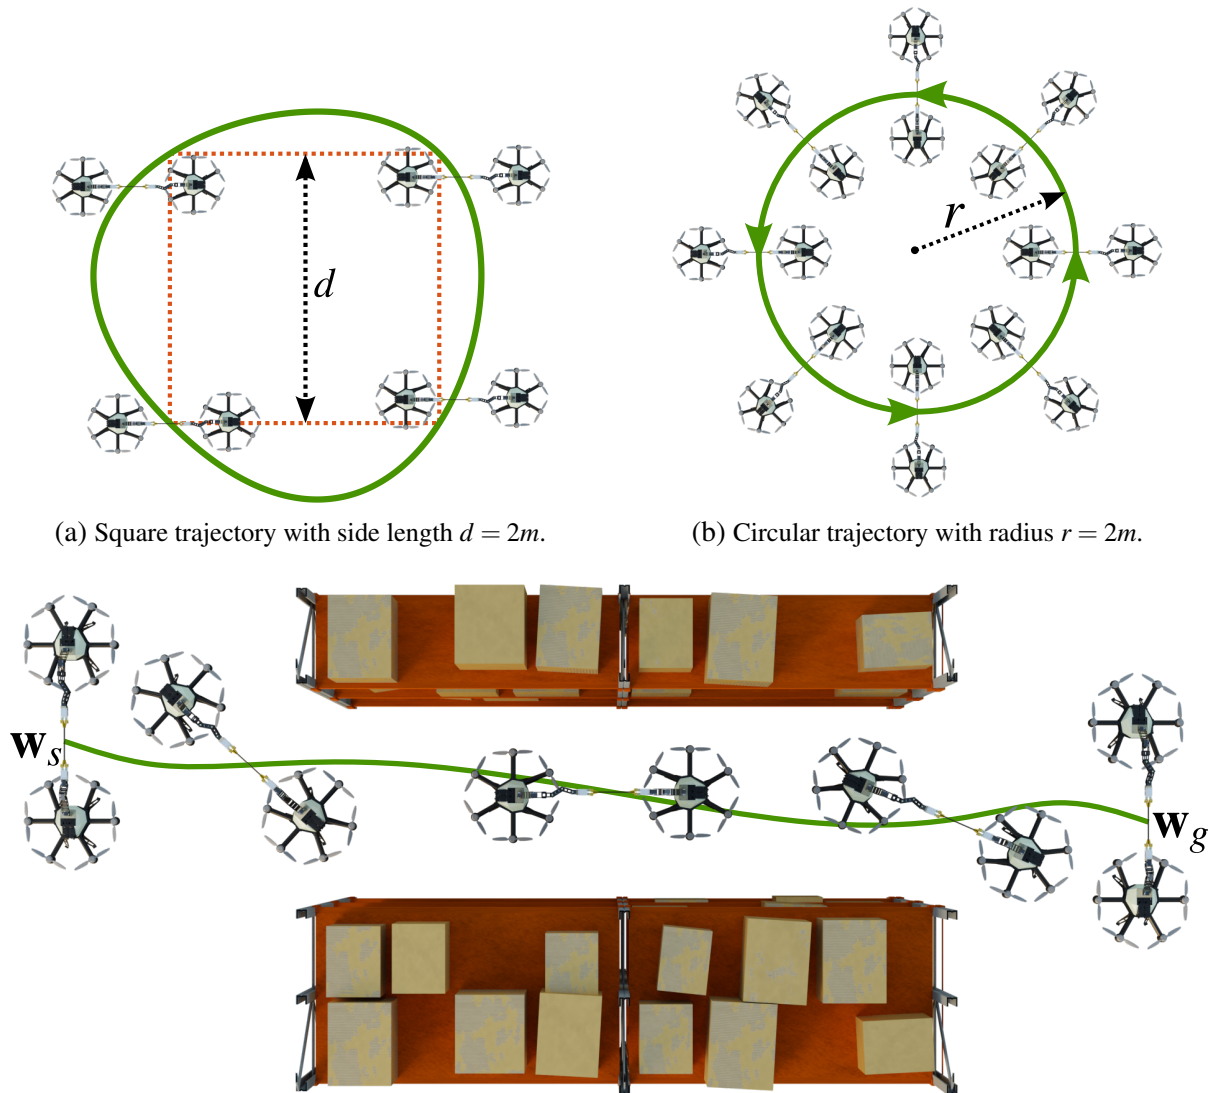 d
r
(a) Square trajectory with side length d = 2m.
(b) Circular trajectory with radius r = 2m.
w_s
w_g